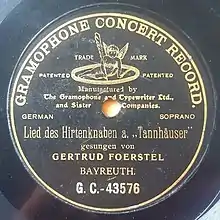 GRAMOPHONE CONCERT RECORD.
TRADE MARK
PATENTED PATENTED
Manufactured by
The Gramophone and Typewriter Ltd.,
and Sister Companies.
GERMAN SOPRANO
Lied des Hirtenknaben a. „Tannhäuser"
gesungen von
GERTRUD FOERSTEL
BAYREUTH.
G. C.-43576